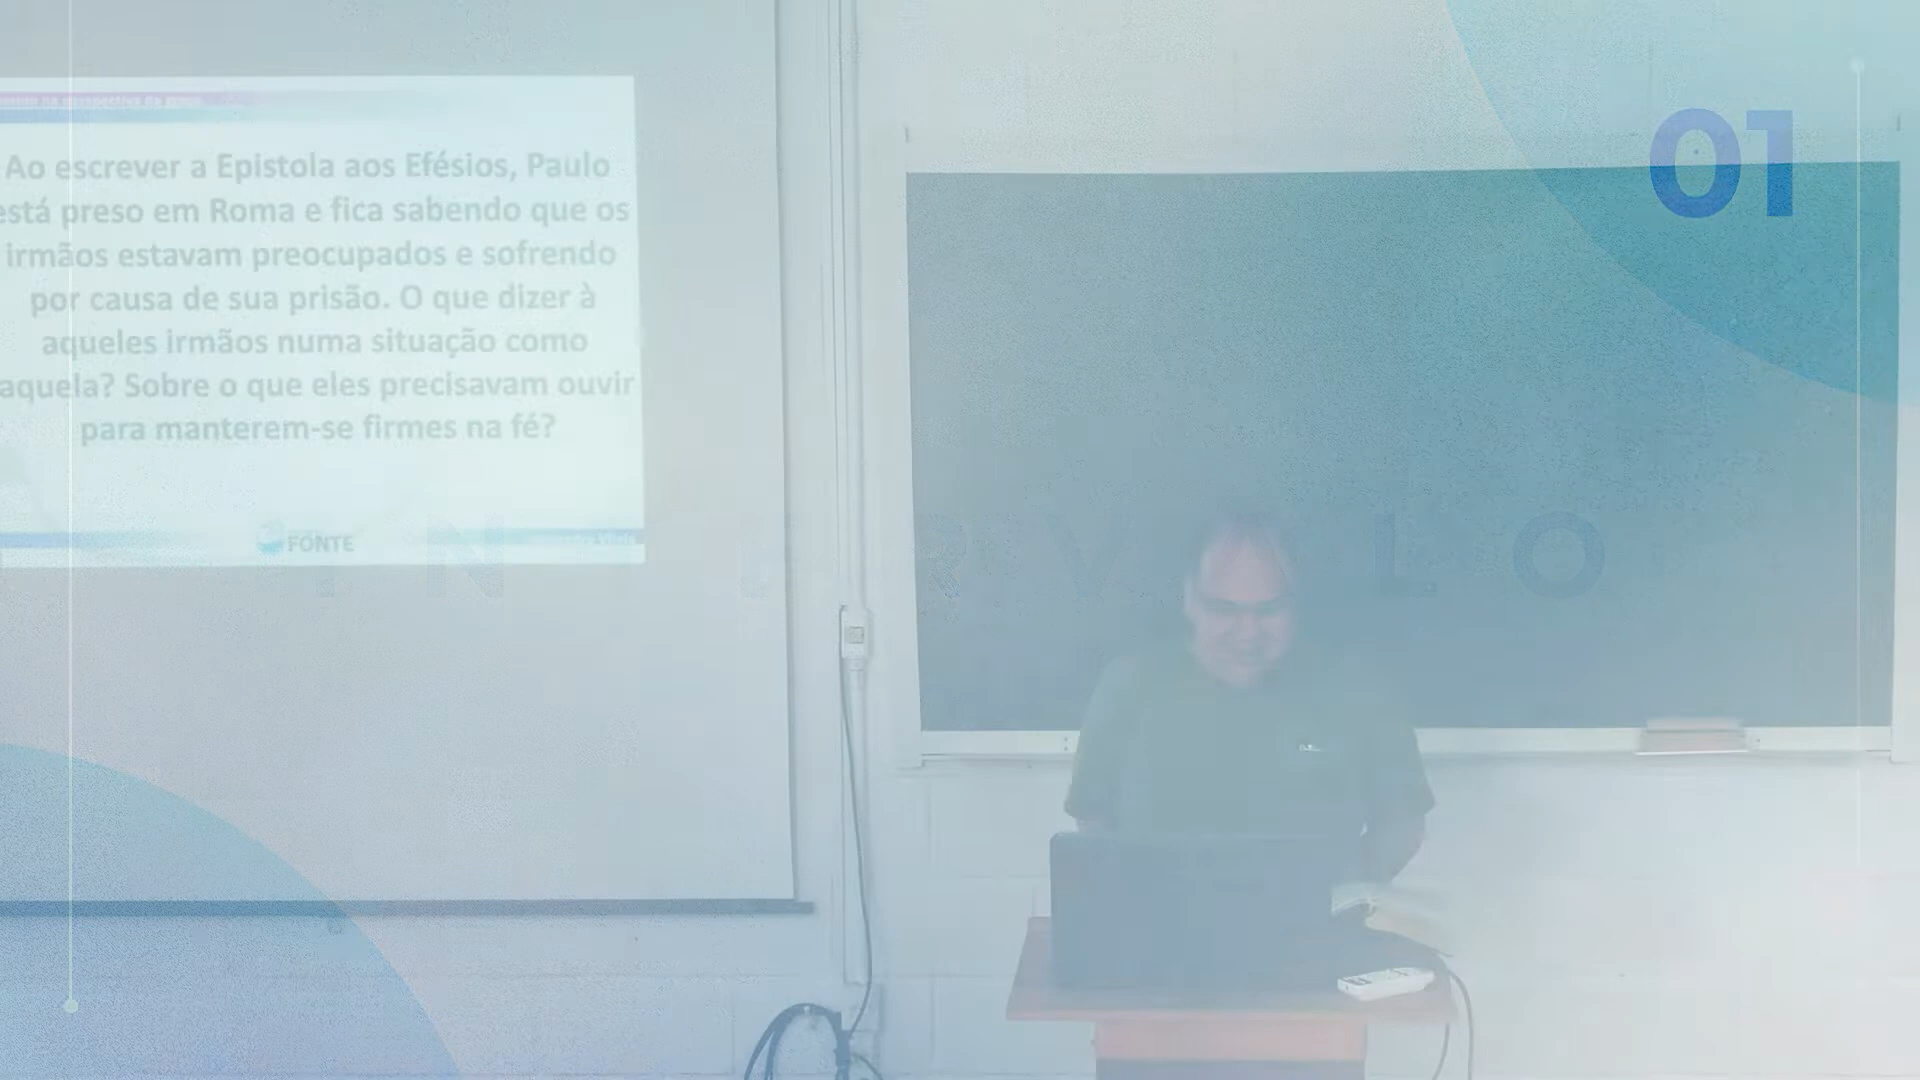 01
Ao escrever a Epistola aos Efésios, Paulo
está preso em Roma e fica sabendo que os
irmãos estavam preocupados e sofrendo
por causa de sua prisão. O que dizer à
aqueles irmãos numa situação como
aquela? Sobre o que eles precisavam ouvir
para manterem-se firmes na fé?
FONTE
INTERVALO